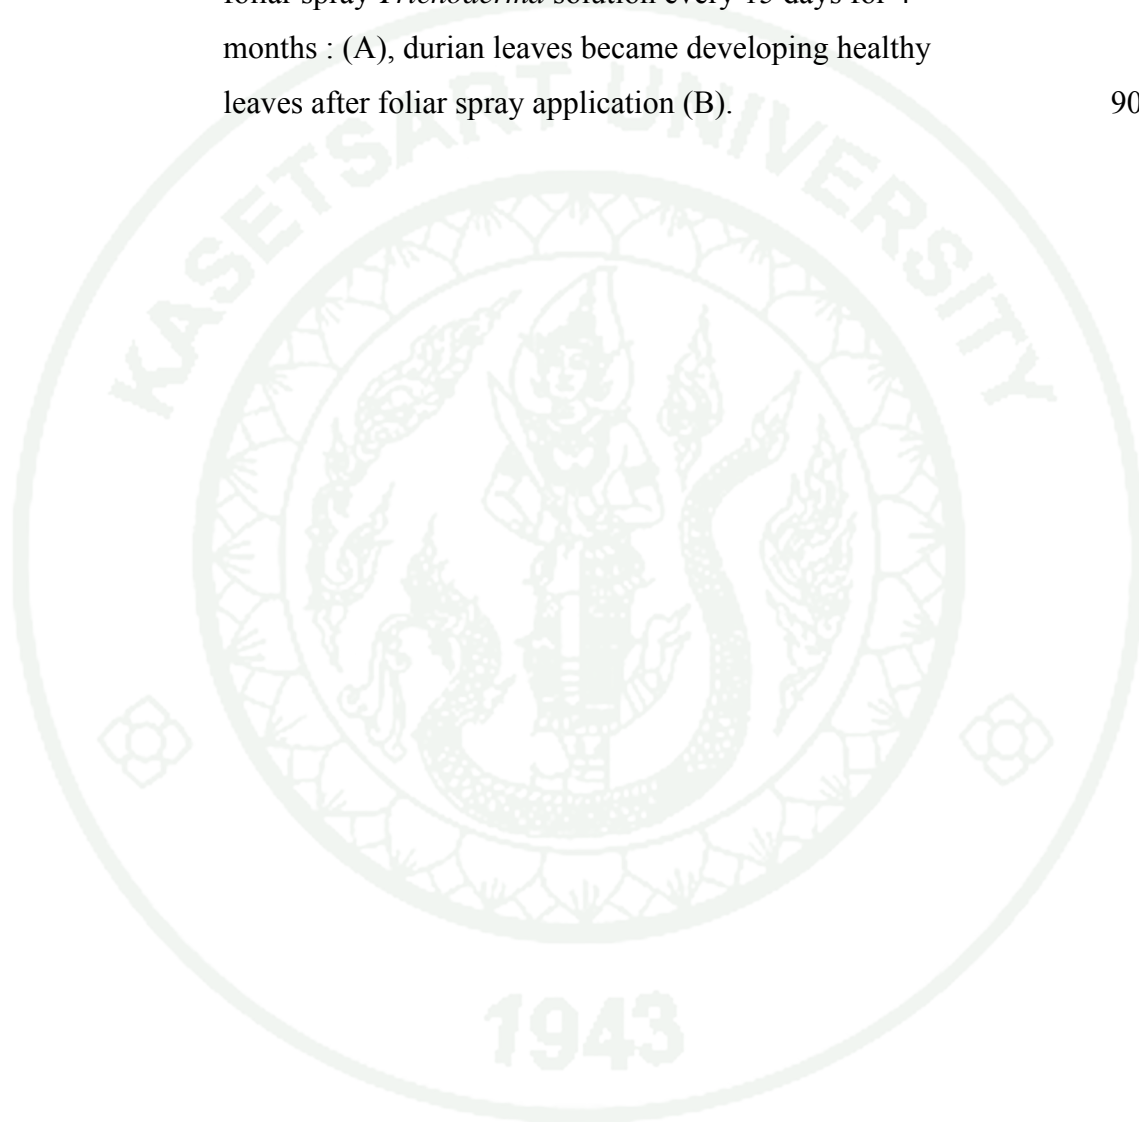 foliar spray Trichoderma solution every 15 days for 4
months : (A), durian leaves became developing healthy
leaves after foliar spray application (B). 90
KASETSART UNIVERSITY
1943